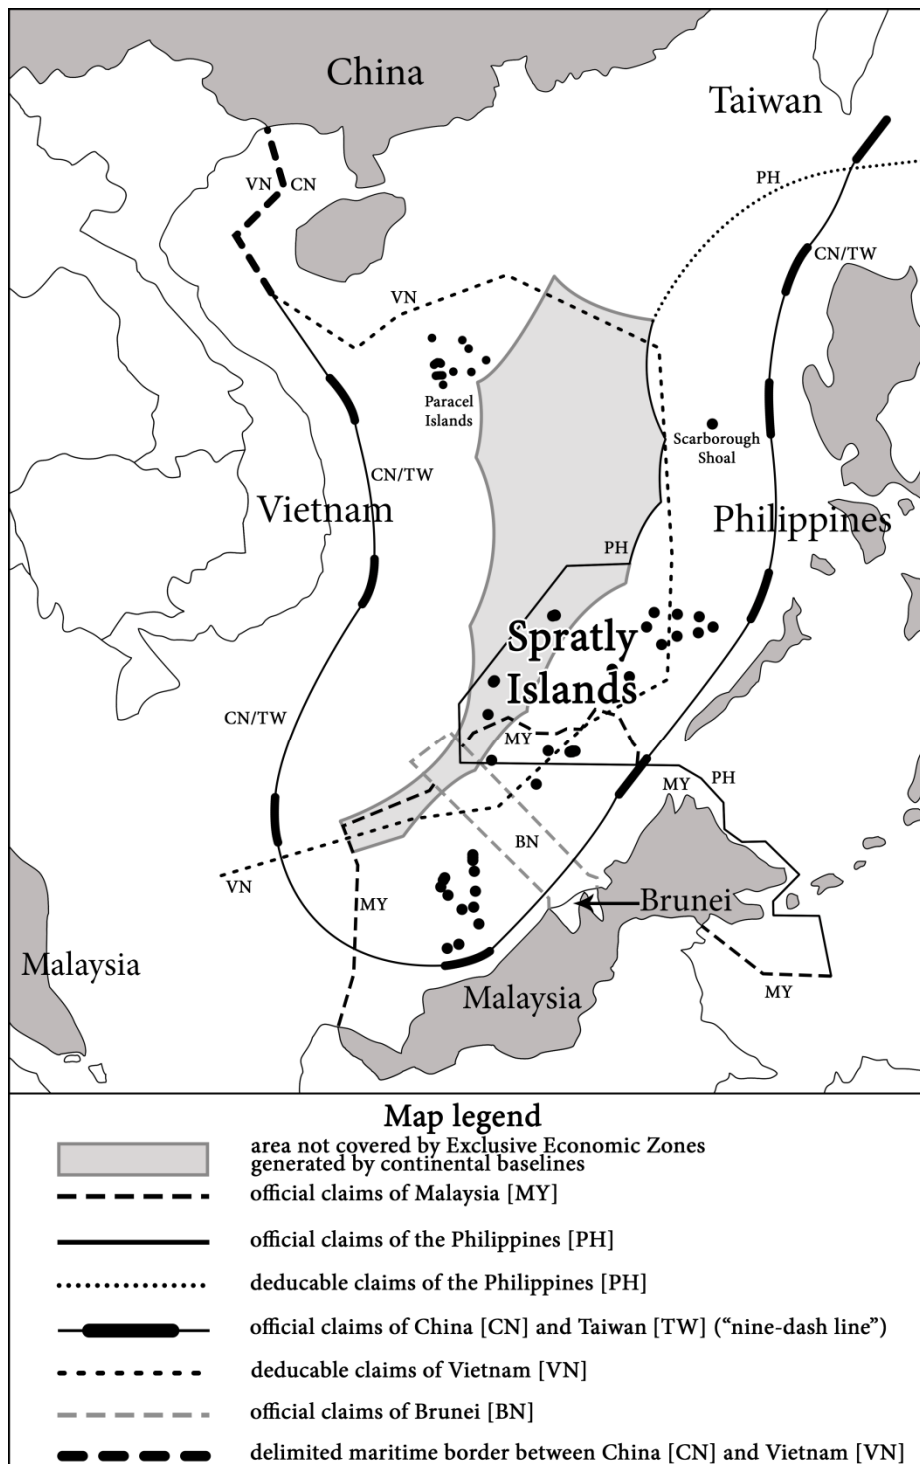 China
Taiwan
PH
VN
CN
CN/TW
VN
Paracel
Islands
Scarborough
Shoal
CN/TW
Vietnam
Philippines
PH
Spratly
Islands
CN/TW
MY
MY
PH
BN
VN
MY
Brunei
Malaysia
MY
Malaysia
Map legend
area not covered by Exclusive Economic Zones
generated by continental baselines
official claims of Malaysia [MY]
official claims of the Philippines [PH]
deducable claims of the Philippines [PH]
official claims of China [CN] and Taiwan [TW] (“nine-dash line”)
deducable claims of Vietnam [VN]
official claims of Brunei [BN]
delimited maritime border between China [CN] and Vietnam [VN]